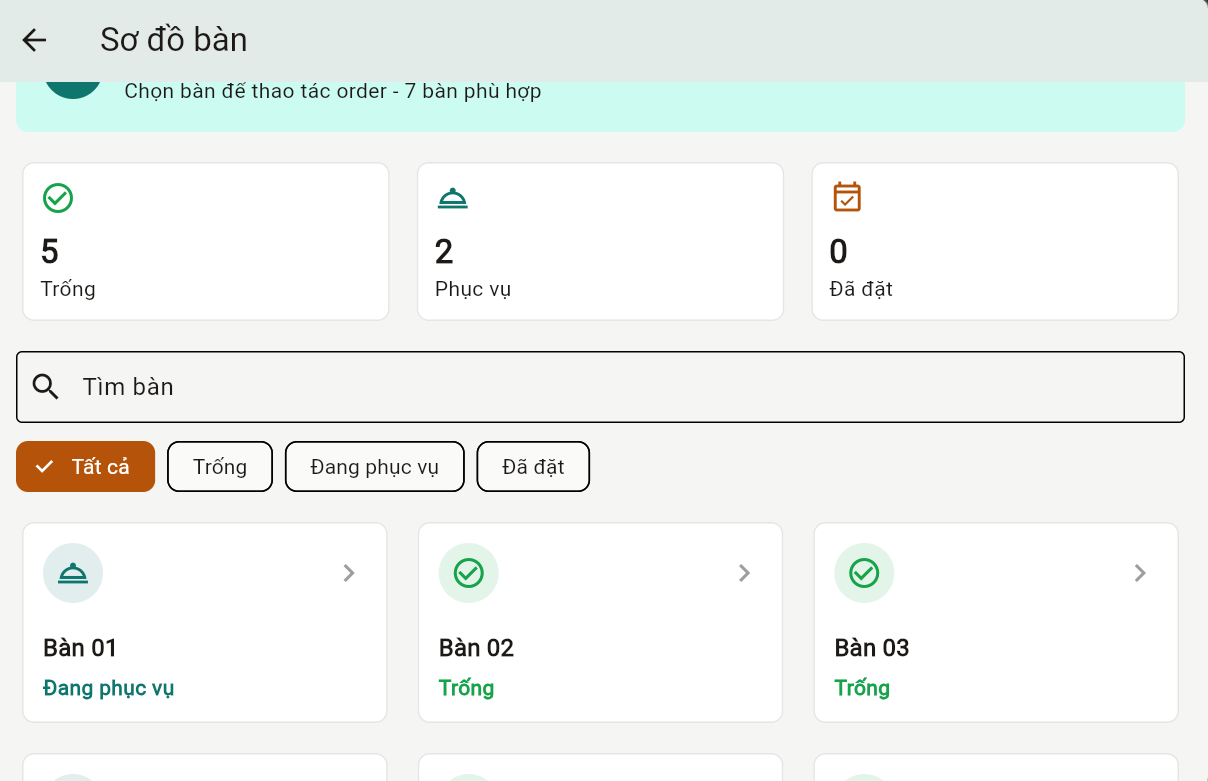 Sơ đồ bàn
Chọn bàn để thao tác order - 7 bàn phù hợp
5
Trống
2
Phục vụ
0
Đã đặt
Tìm bàn
Tất cả
Trống
Đang phục vụ
Đã đặt
Bàn 01
Đang phục vụ
Bàn 02
Trống
Bàn 03
Trống